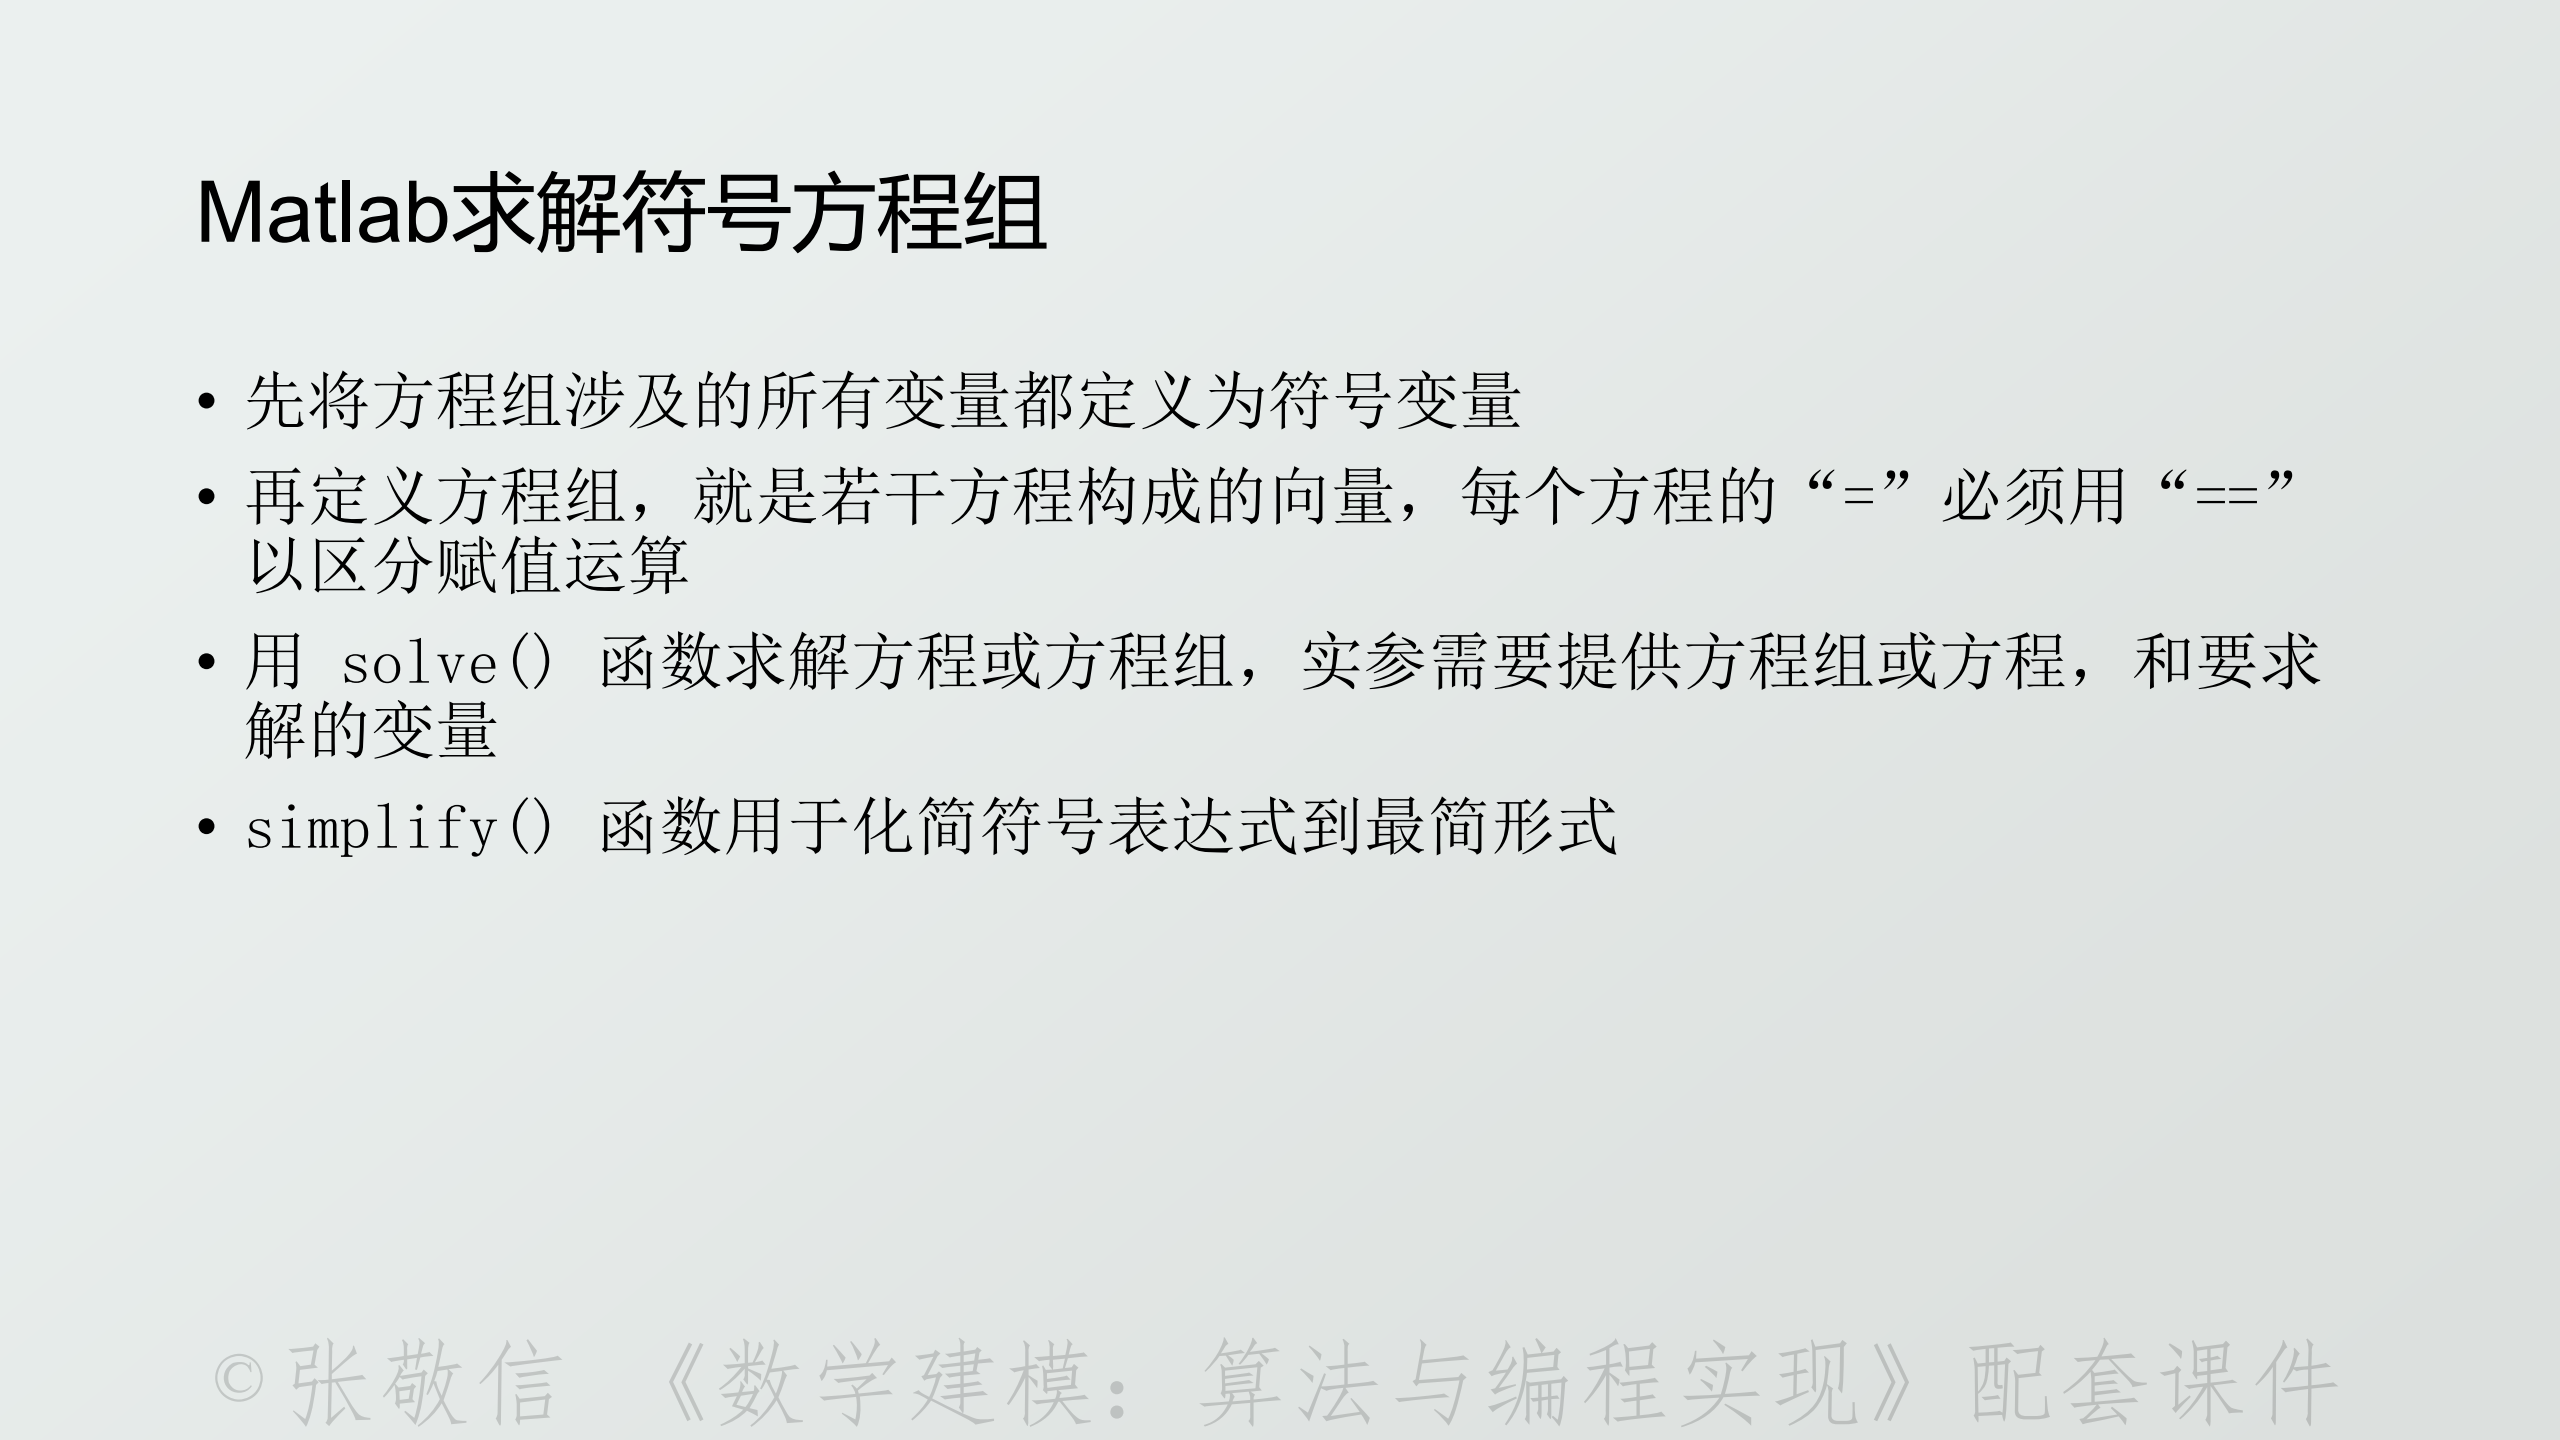 Matlab求解符号方程组
• 先将方程组涉及的所有变量都定义为符号变量
• 再定义方程组，就是若干方程构成的向量，每个方程的“=”必须用“==”
以区分赋值运算
• 用 solve() 函数求解方程或方程组，实参需要提供方程组或方程，和要求
解的变量
• simplify() 函数用于化简符号表达式到最简形式
©张敬信 《数学建模：算法与编程实现》配套课件